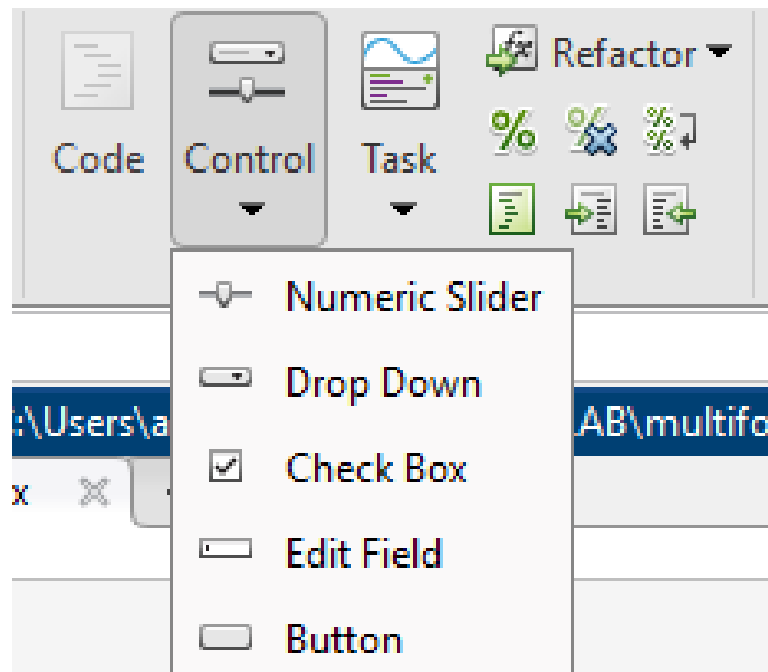 Refactor
Code Control Task
Numeric Slider
Drop Down
:\Users\a AB\multifo
Check Box
x
Edit Field
Button